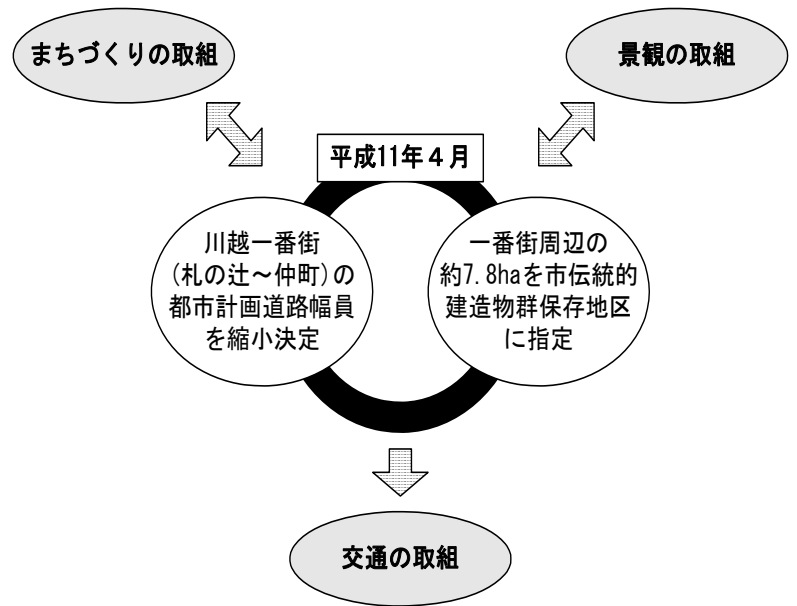 まちづくりの取組
景観の取組
平成11年４月
川越一番街
(札の辻～仲町)の
都市計画道路幅員
を縮小決定
一番街周辺の
約7.8haを市伝統的
建造物群保存地区
に指定
交通の取組